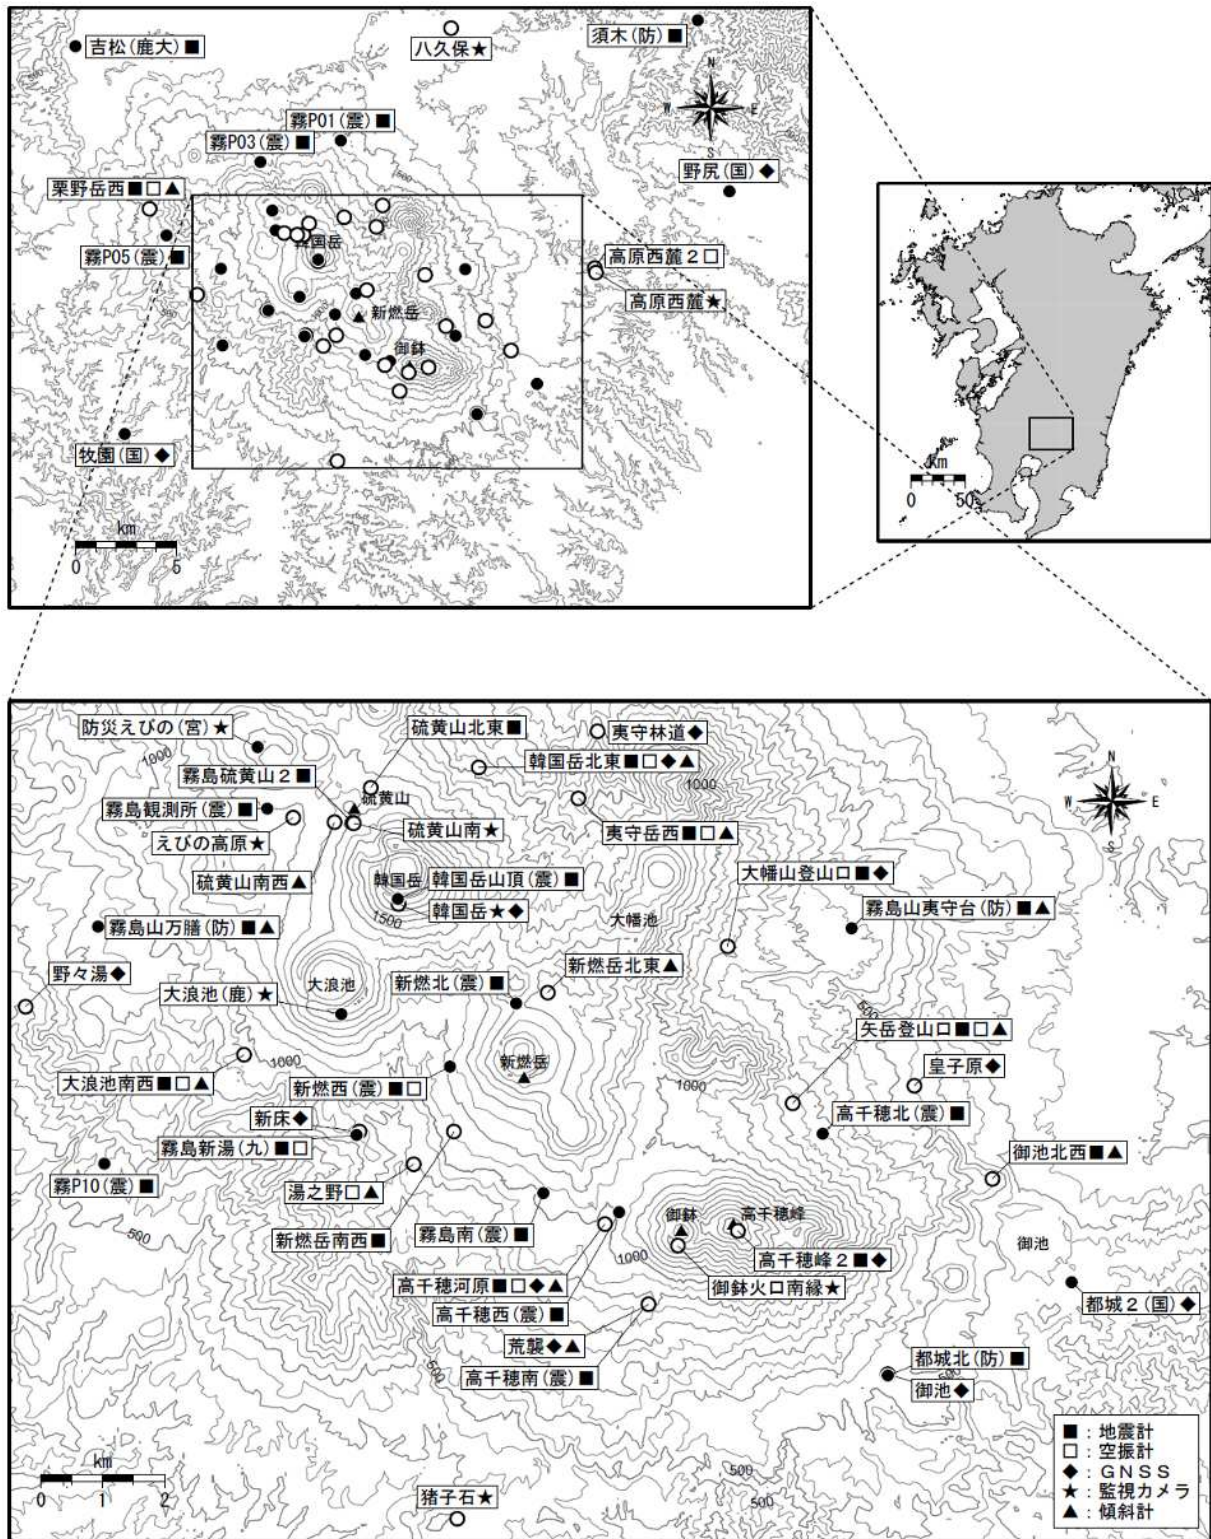 吉松(鹿大)■
八久保★
須木(防)■
N
W
E
S
霧P01(震)■
霧P03(震)■
野尻(国)◆
栗野岳西■□▲
韓国岳
霧P05(震)■
高原西麓2□
高原西麓★
新燃岳
御鉢
牧園(国)◆
km
0 5
km
0 50
防災えびの(宮)★
硫黄山北東■
夷守林道◆
1000
韓国岳北東■□◆▲
霧島硫黄山2■
1000
N
W
E
S
硫黄山
霧島観測所(震)■
硫黄山南★
夷守岳西■□▲
えびの高原★
硫黄山南西▲
韓国岳
韓国岳山頂(震)■
大幡山登山口■◆
韓国岳★◆
1500
大幡池
霧島山万膳(防)■▲
霧島山夷守台(防)■▲
野々湯◆
大浪池
新燃岳北東▲
大浪池(鹿)★
新燃北(震)■
500
矢岳登山口■□▲
1000
新燃岳
大浪池南西■□▲
新燃西(震)■□
1000
皇子原◆
新床◆
高千穂北(震)■
霧島新湯(九)■□
御池北西■▲
霧P10(震)■
湯之野□▲
500
新燃岳南西■
霧島南(震)■
御鉢
高千穂峰
御池
1000
高千穂峰2■◆
高千穂河原■□◆▲
御鉢火口南縁★
高千穂西(震)■
都城2(国)◆
荒襲◆▲
高千穂南(震)■
500
都城北(防)■
500
御池◆
km
0 1 2
猪子石★
500
500
■:地震計
□:空振計
◆:GNSS
★:監視カメラ
▲:傾斜計